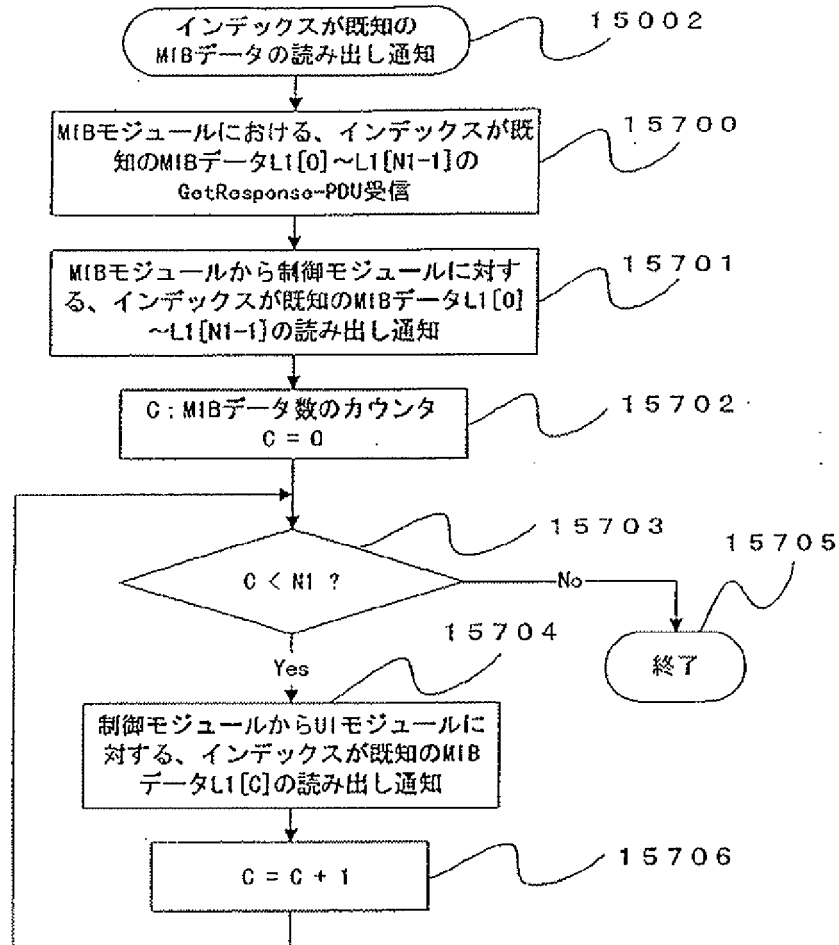 インデックスが既知の
MIBデータの読み出し通知
15002
MIBモジュールにおける、インデックスが既
知のMIBデータL1[0]～L1[N1-1]の
GetResponse-PDU受信
15700
MIBモジュールから制御モジュールに対す
る、インデックスが既知のMIBデータL1[0]
～L1[N1-1]の読み出し通知
15701
C：MIBデータ数のカウンタ
C = 0
15702
C < N1 ?
15703
No
15705
終了
Yes
15704
制御モジュールからUIモジュールに
対する、インデックスが既知のMIB
データL1[C]の読み出し通知
C = C + 1
15706